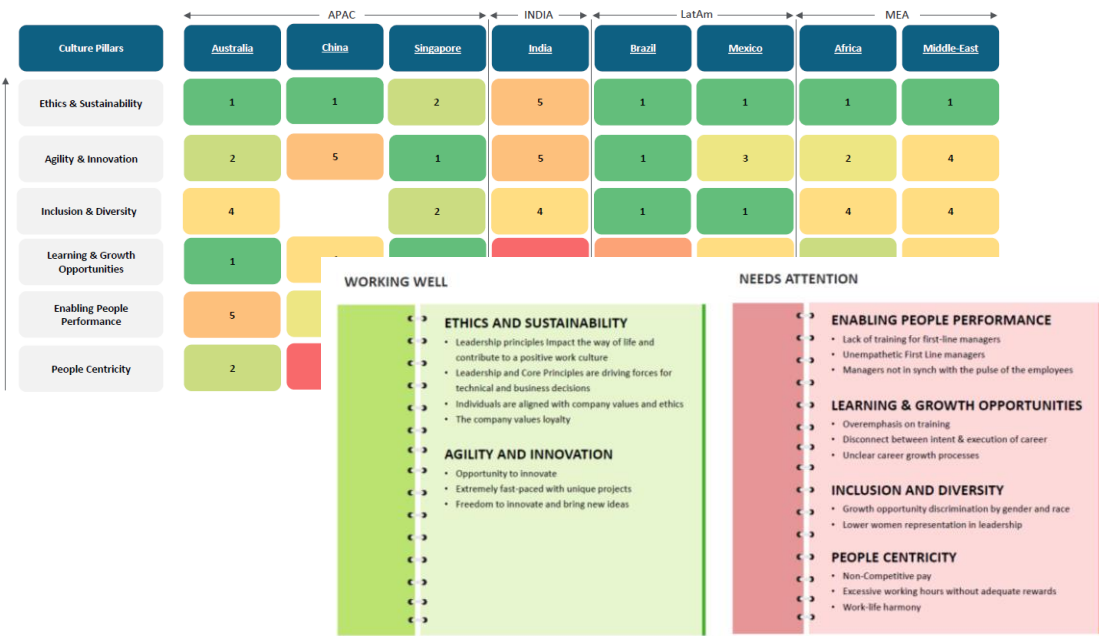 APAC INDIA LatAm MEA
Culture Pillars Australia China Singapore India Brazil Mexico Africa Middle-East
Ethics & Sustainability 1 1 2 5 1 1 1 1
Agility & Innovation 2 5 1 5 1 3 2 4
Inclusion & Diversity 4 2 4 1 1 4 4
Learning & Growth
Opportunities 1
Enabling People
Performance 5
People Centricity 2
WORKING WELL
ETHICS AND SUSTAINABILITY
• Leadership principles Impact the way of life and
contribute to a positive work culture
• Leadership and Core Principles are driving forces for
technical and business decisions
• Individuals are aligned with company values and ethics
• The company values loyalty
AGILITY AND INNOVATION
• Opportunity to innovate
• Extremely fast-paced with unique projects
• Freedom to innovate and bring new ideas
NEEDS ATTENTION
ENABLING PEOPLE PERFORMANCE
• Lack of training for first-line managers
• Unempathetic First Line managers
• Managers not in synch with the pulse of the employees
LEARNING & GROWTH OPPORTUNITIES
• Overemphasis on training
• Disconnect between intent & execution of career
• Unclear career growth processes
INCLUSION AND DIVERSITY
• Growth opportunity discrimination by gender and race
• Lower women representation in leadership
PEOPLE CENTRICITY
• Non-Competitive pay
• Excessive working hours without adequate rewards
• Work-life harmony